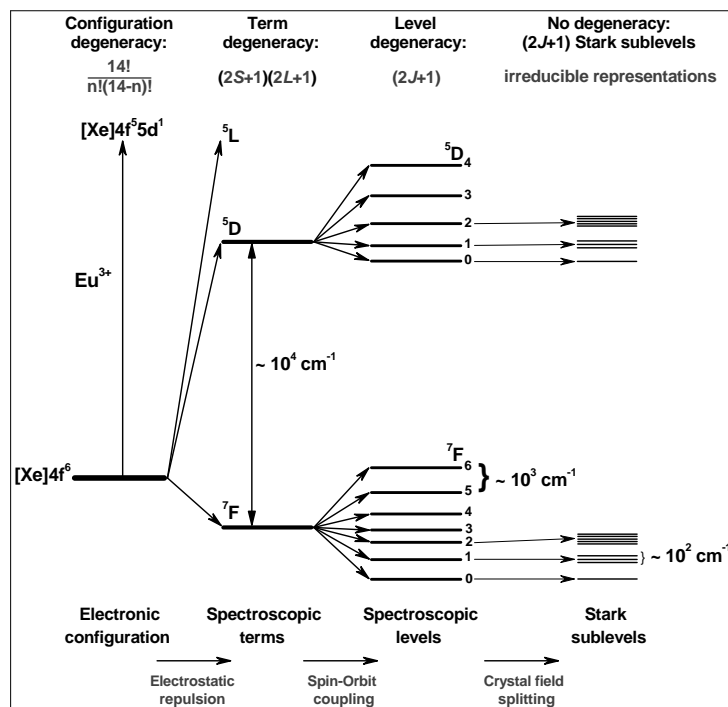 Configuration
degeneracy:
14!
n!(14-n)!
Term
degeneracy:
(2S+1)(2L+1)
Level
degeneracy:
(2J+1)
No degeneracy:
(2J+1) Stark sublevels
irreducible representations
[Xe]4f⁵5d¹
⁵L
⁵D
⁵D
4
3
2
1
0
Eu³⁺
~ 10⁴ cm⁻¹
[Xe]4f⁶
⁷F
⁷F
6
5
4
3
2
1
0
} ~ 10³ cm⁻¹
} ~ 10² cm⁻¹
Electronic
configuration
Spectroscopic
terms
Spectroscopic
levels
Stark
sublevels
Electrostatic
repulsion
Spin-Orbit
coupling
Crystal field
splitting